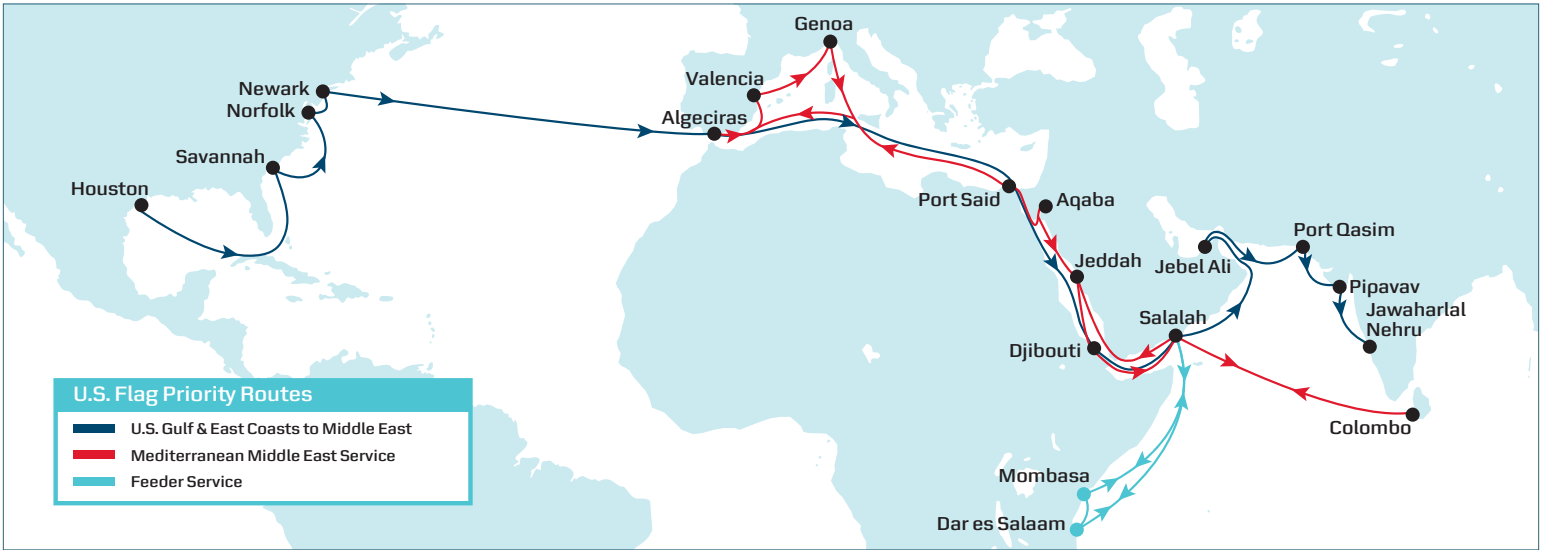 Genoa
Valencia
Newark
Norfolk
Algeciras
Savannah
Houston
Port Said
Aqaba
Port Qasim
Jeddah
Jebel Ali
Pipavav
Jawaharlal
Nehru
Salalah
Djibouti
Colombo
Mombasa
Dar es Salaam
U.S. Flag Priority Routes
U.S. Gulf & East Coasts to Middle East
Mediterranean Middle East Service
Feeder Service